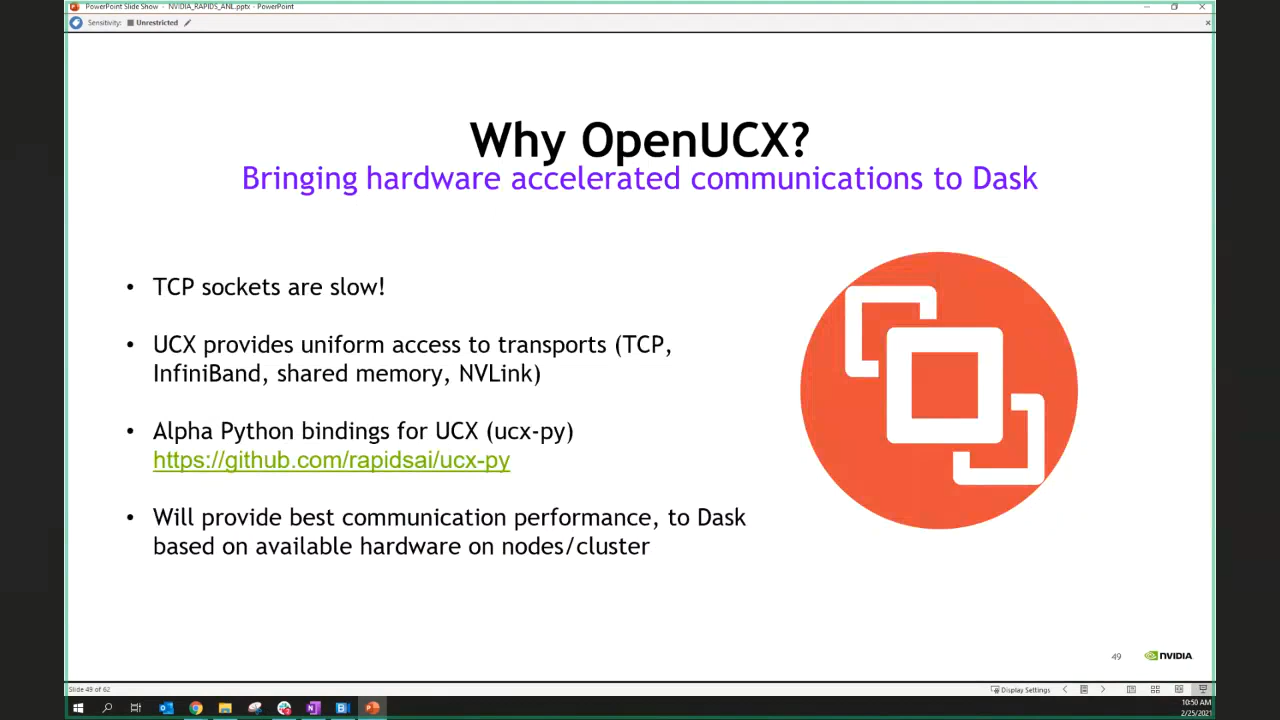 PowerPoint Slide Show - NVIDIA_RAPIDS_ANL.pptx - PowerPoint
Sensitivity: Unrestricted
Why OpenUCX?
Bringing hardware accelerated communications to Dask
• TCP sockets are slow!
• UCX provides uniform access to transports (TCP,
InfiniBand, shared memory, NVLink)
• Alpha Python bindings for UCX (ucx-py)
https://github.com/rapidsai/ucx-py
• Will provide best communication performance, to Dask
based on available hardware on nodes/cluster
49
NVIDIA
Slide 49 of 62
Display Settings
10:50 AM
2/25/2021